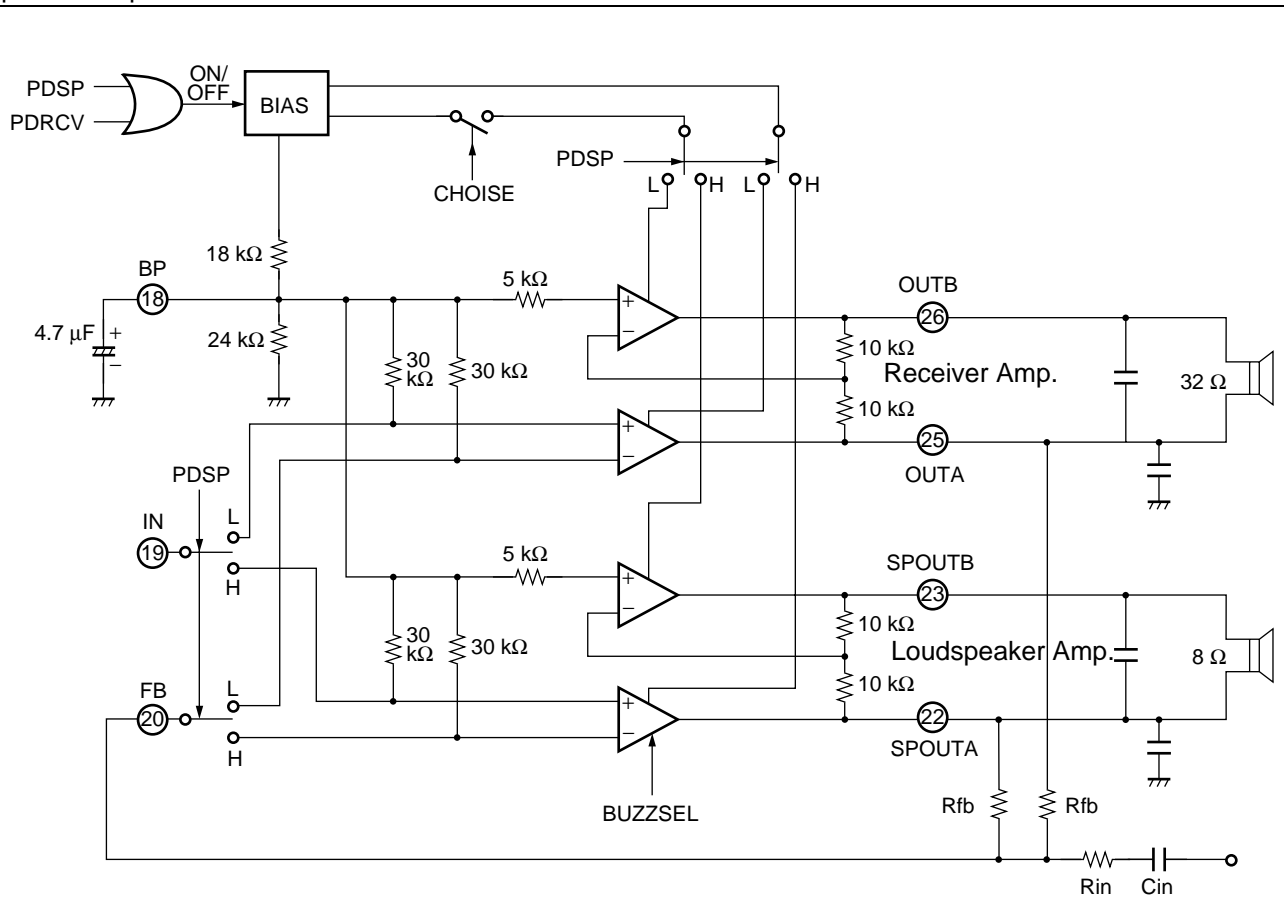 ON/
OFF
PDSP
PDRCV
BIAS
CHOISE
PDSP
L
H
L
H
18 kΩ
BP
18
4.7 μF
+
−
24 kΩ
5 kΩ
30
kΩ
30 kΩ
+
−
OUTB
26
10 kΩ
Receiver Amp.
10 kΩ
32 Ω
+
−
25
OUTA
PDSP
IN
19
L
H
5 kΩ
30
kΩ
30 kΩ
+
−
SPOUTB
23
10 kΩ
Loudspeaker Amp.
10 kΩ
8 Ω
FB
20
L
H
+
−
22
SPOUTA
BUZZSEL
Rfb
Rfb
Rin
Cin